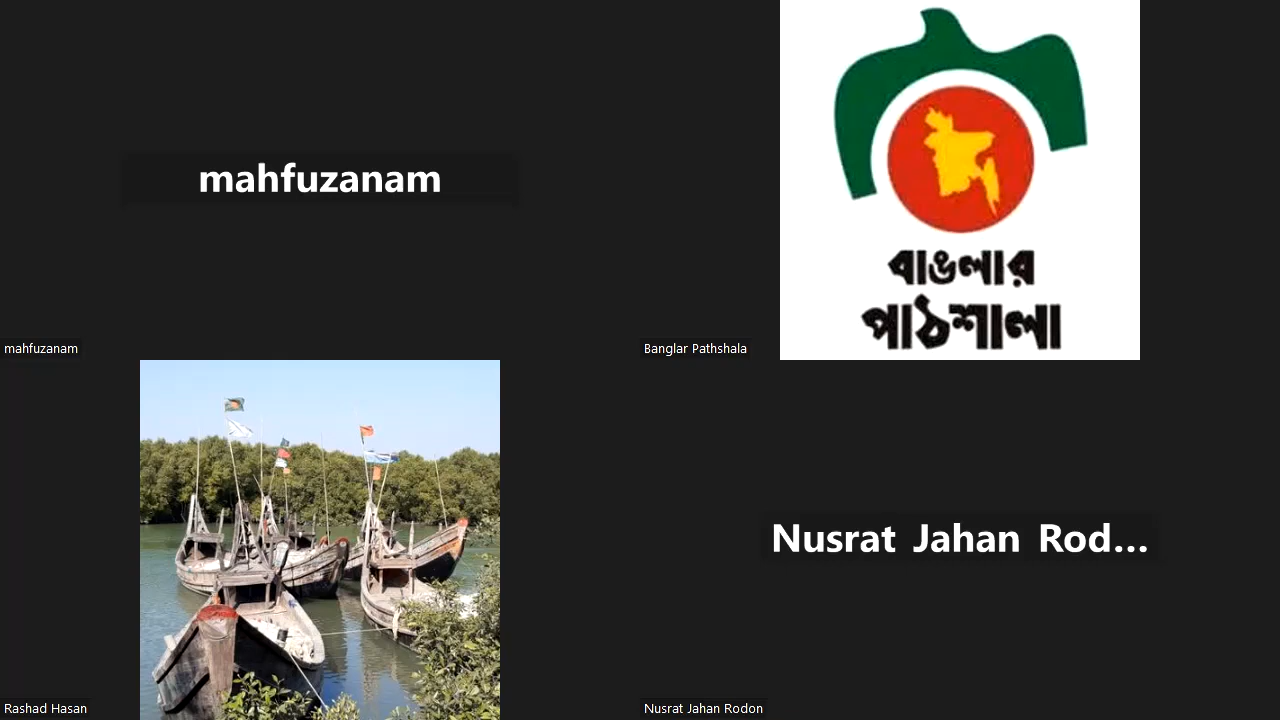 mahfuzanam
mahfuzanam
বাঙলার
পাঠশালা
Banglar Pathshala
Rashad Hasan
Nusrat Jahan Rod...
Nusrat Jahan Rodon